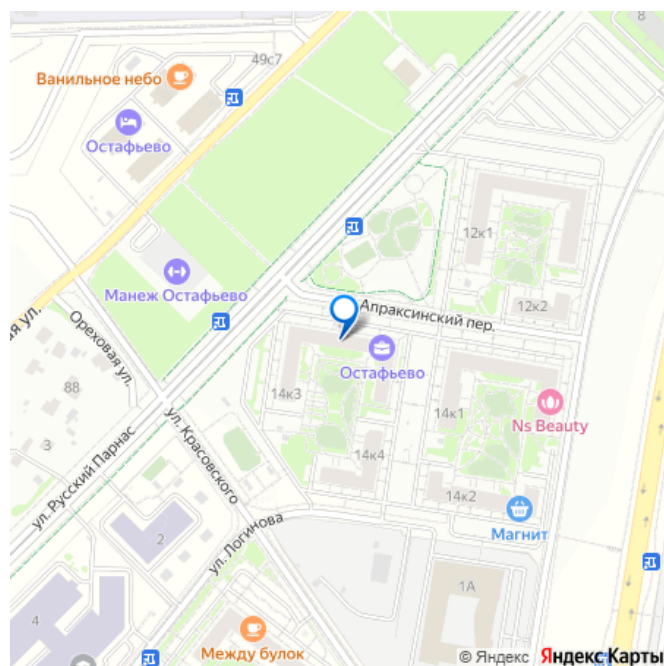 8
49с7
Ванильное небо
Остафьево
12к1
Манеж Остафьево
12к2
Апраксинский пер.
ая ул.
Ореховая ул.
Остафьево
88
14к3
14к1
Ns Beauty
3
ул. Русский Парнас
ул. Красовского
14к4
14к2
Магнит
2
ул. Логинова
1А
4
Между булок
© Яндекс Яндекс Карты